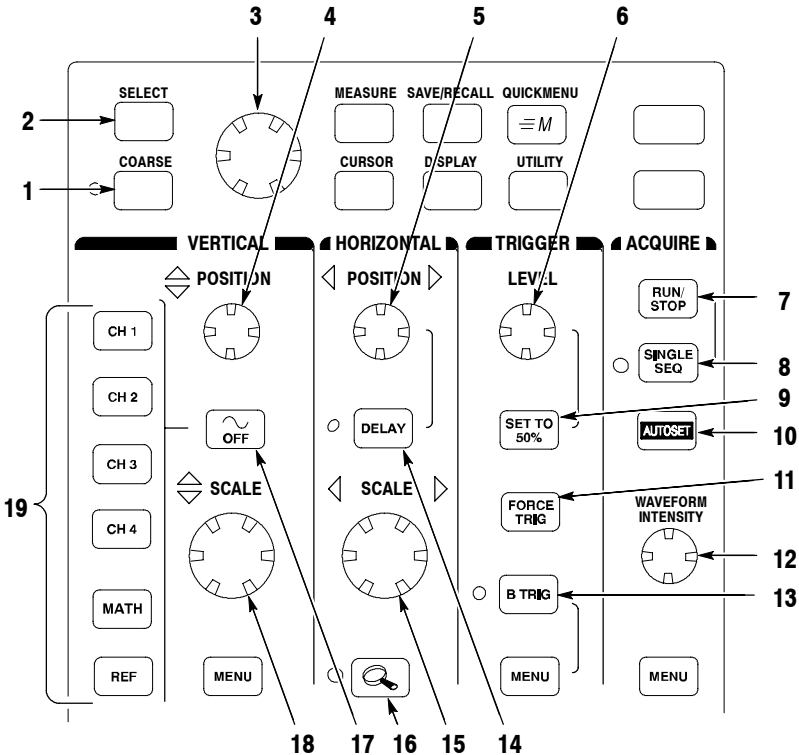 3 4 5 6
SELECT MEASURE SAVE/RECALL QUICKMENU
2 M
COARSE CURSOR DISPLAY UTILITY
1
VERTICAL HORIZONTAL TRIGGER ACQUIRE
POSITION POSITION LEVEL
RUN/
STOP 7
CH 1
SINGLE
SEQ 8
CH 2 9
OFF DELAY SET TO
50% AUTOSET 10
CH 3 11
19 SCALE SCALE FORCE
TRIG WAVEFORM
INTENSITY
CH 4 12
MATH B TRIG 13
REF MENU MENU MENU
18 17 16 15 14